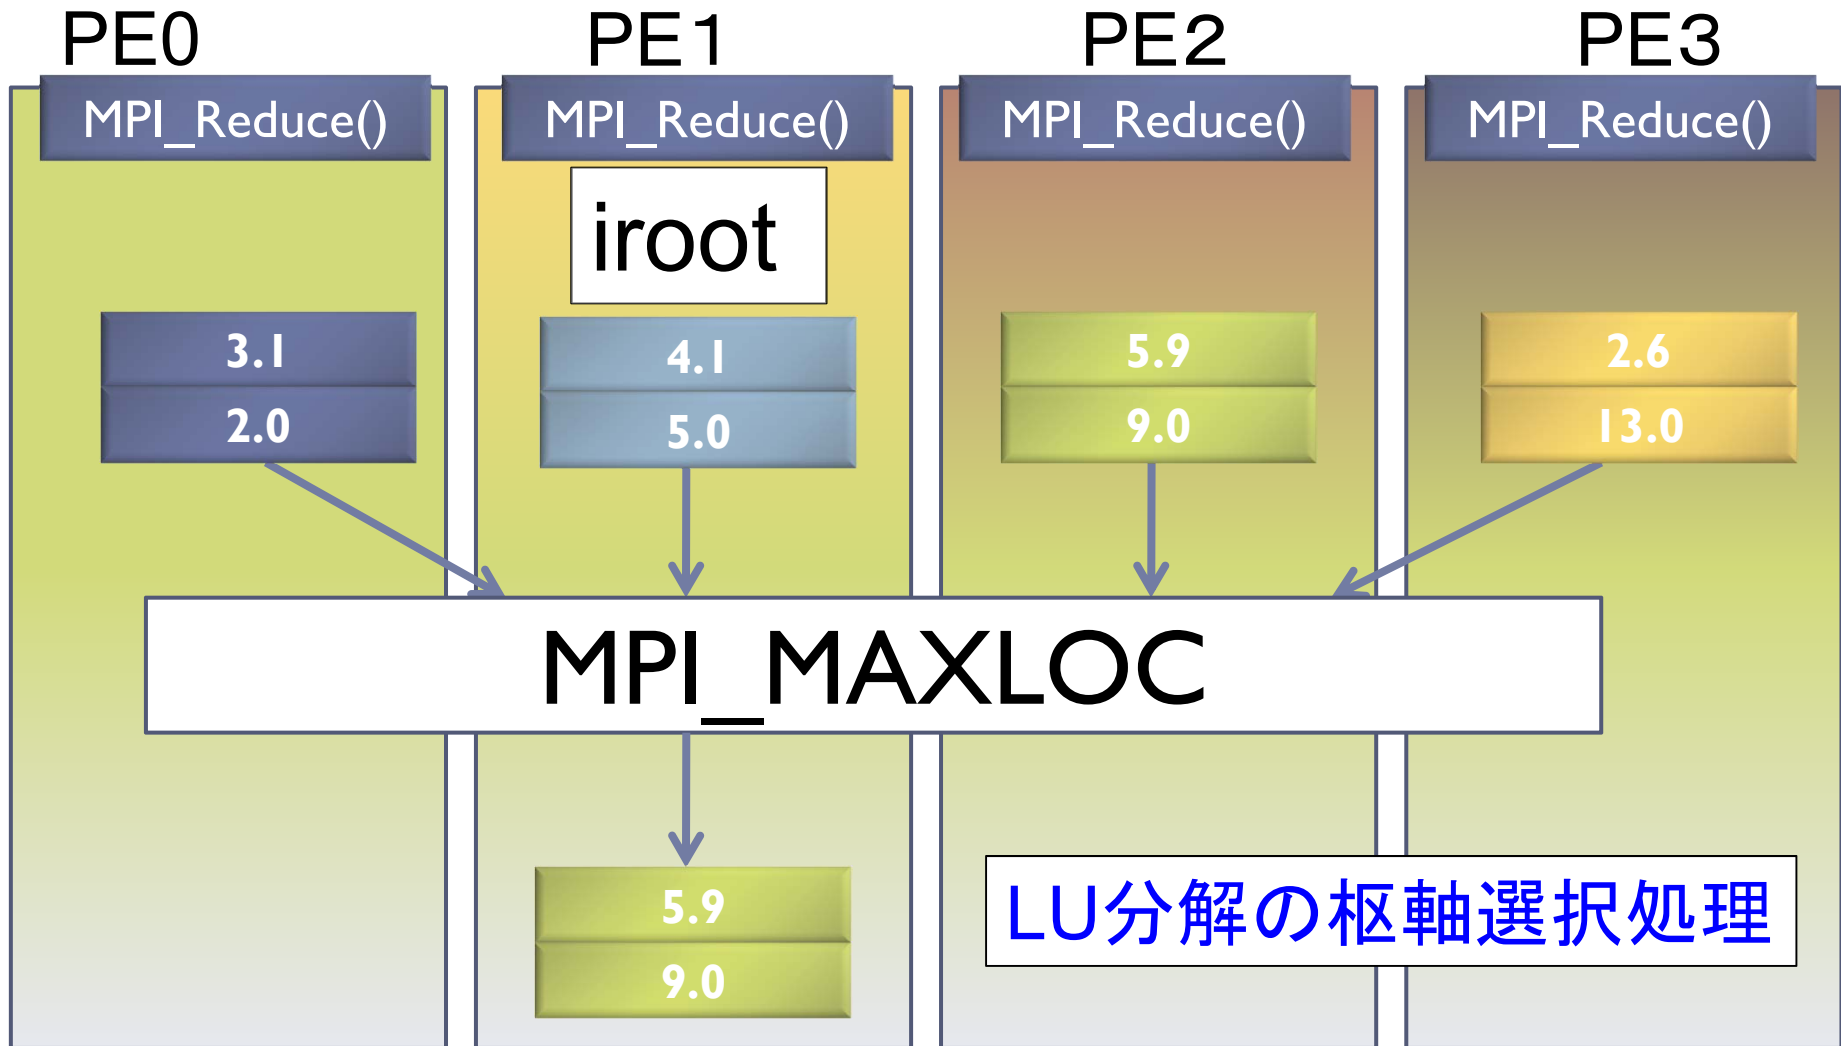 PE0
PE1
PE2
PE3
MPI_Reduce()
MPI_Reduce()
MPI_Reduce()
MPI_Reduce()
iroot
3.1
2.0
4.1
5.0
5.9
9.0
2.6
13.0
MPI_MAXLOC
5.9
9.0
LU分解の枢軸選択処理